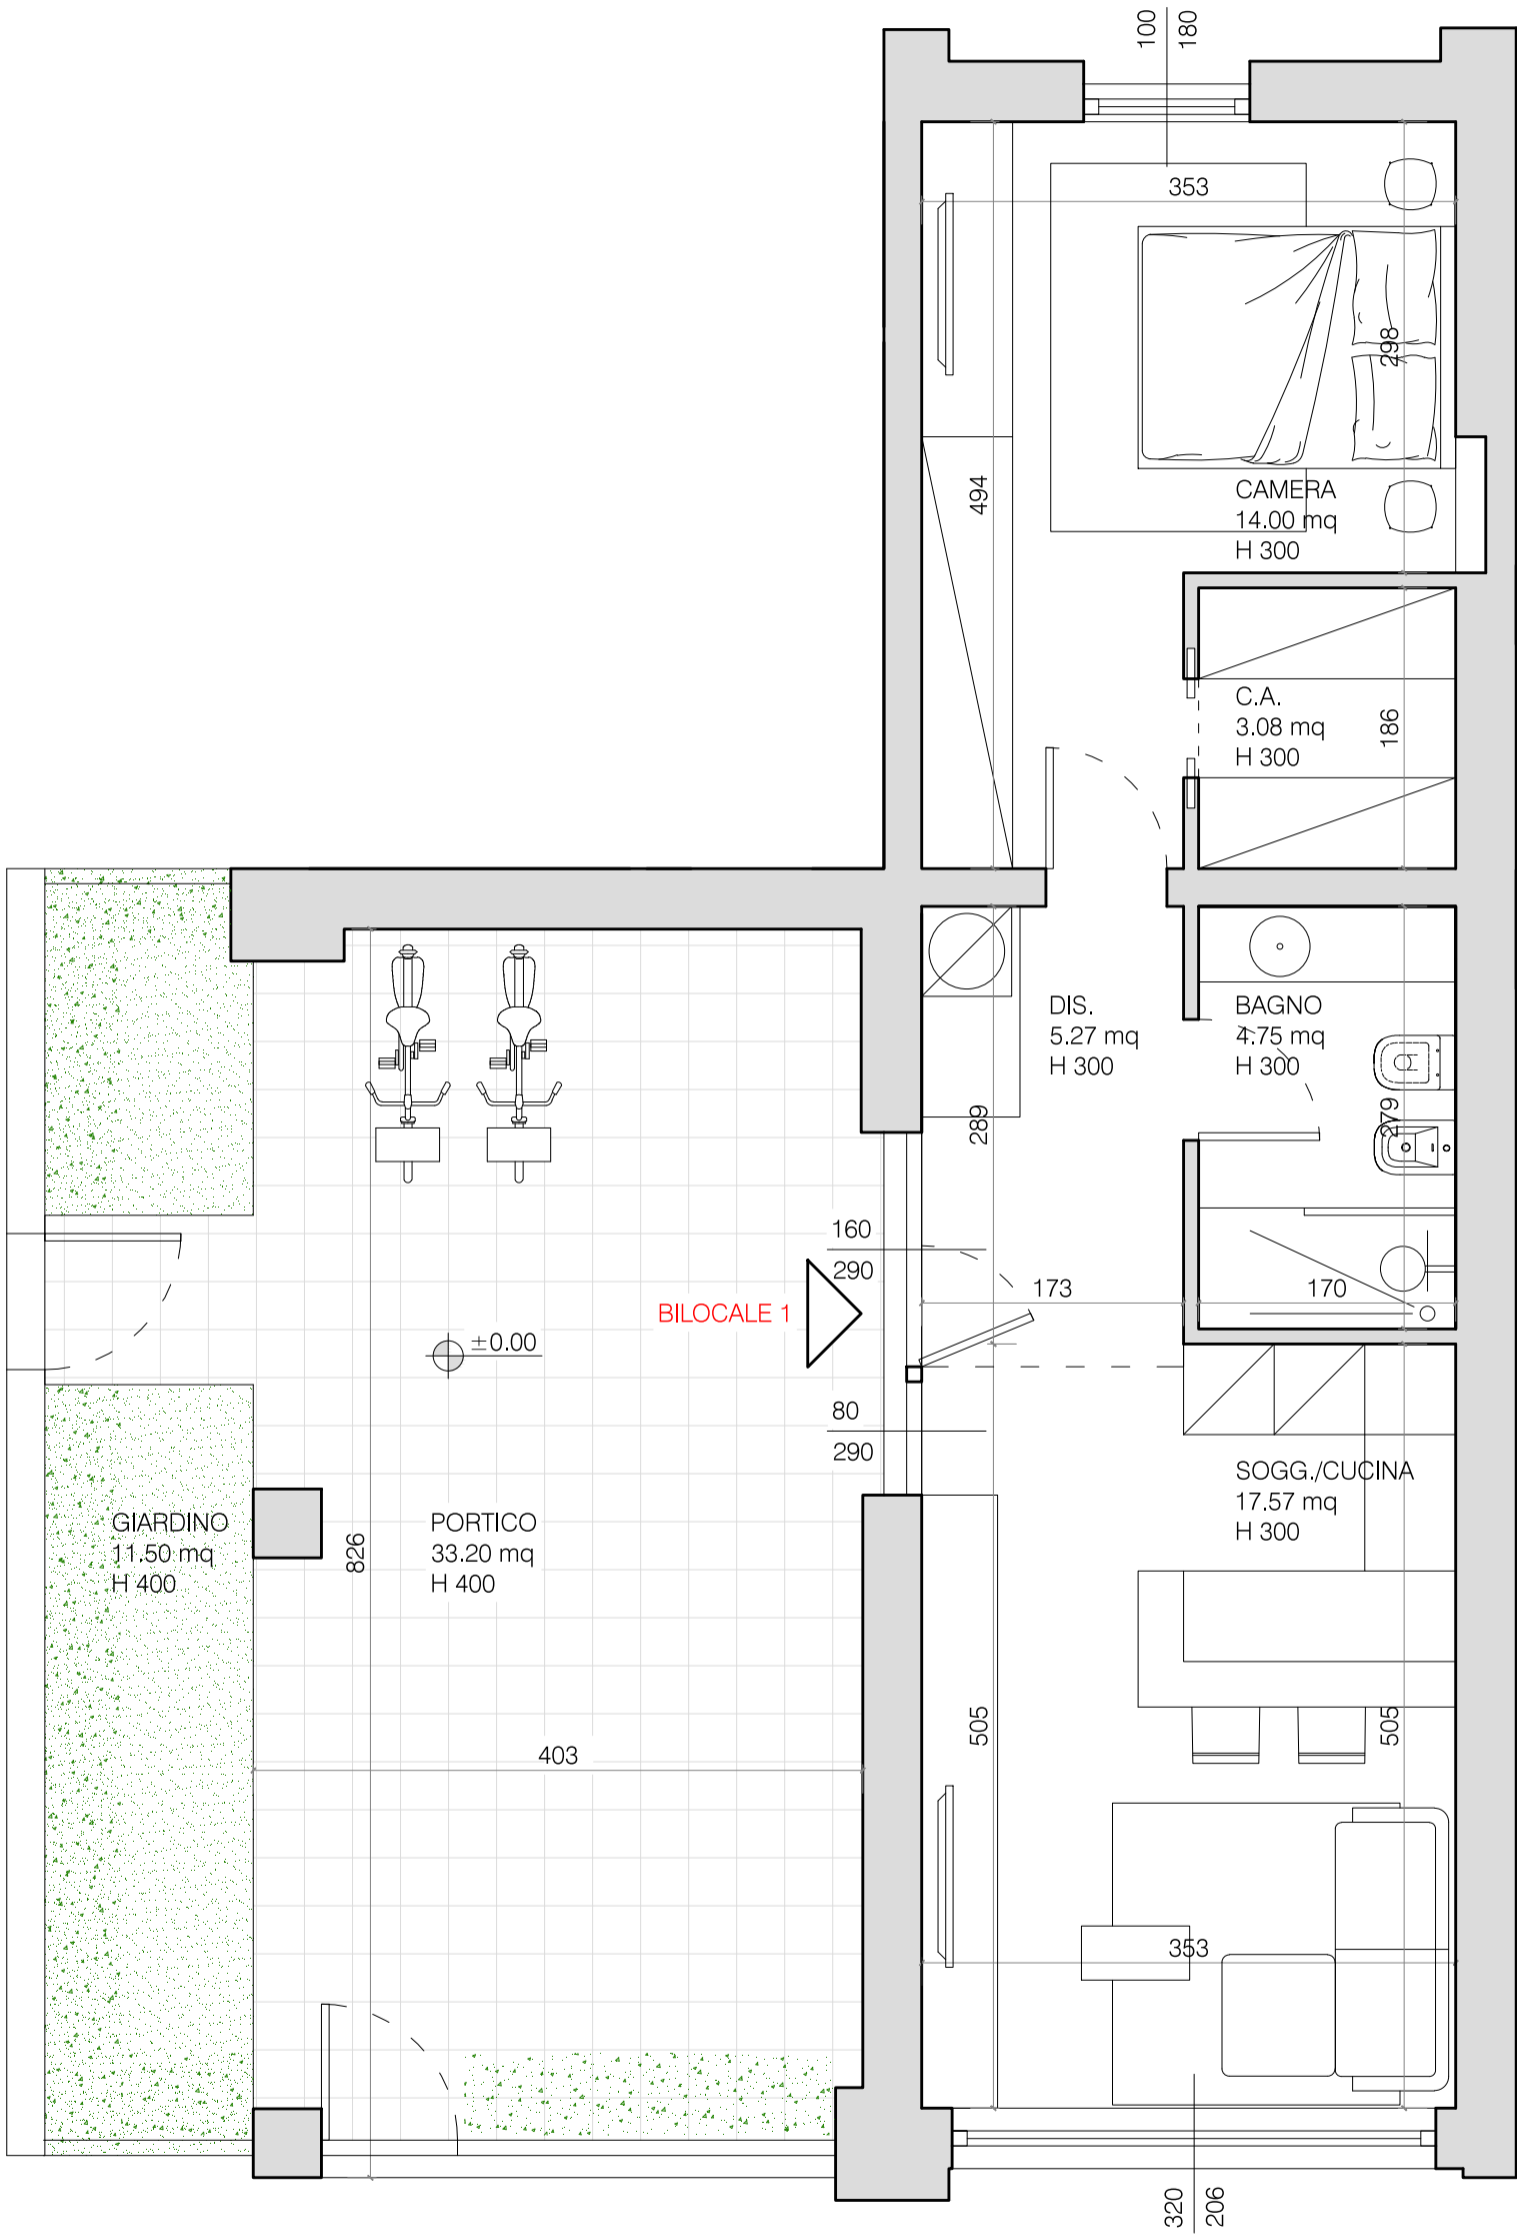 100
180
353
298
494
CAMERA
14.00 mq
H 300
C.A.
3.08 mq
H 300
186
DIS.
5.27 mq
H 300
BAGNO
4.75 mq
H 300
289
279
160
290
173
170
BILOCALE 1
±0.00
80
290
SOGG./CUCINA
17.57 mq
H 300
GIARDINO
11.50 mq
H 400
826
PORTICO
33.20 mq
H 400
505
505
403
353
320
206